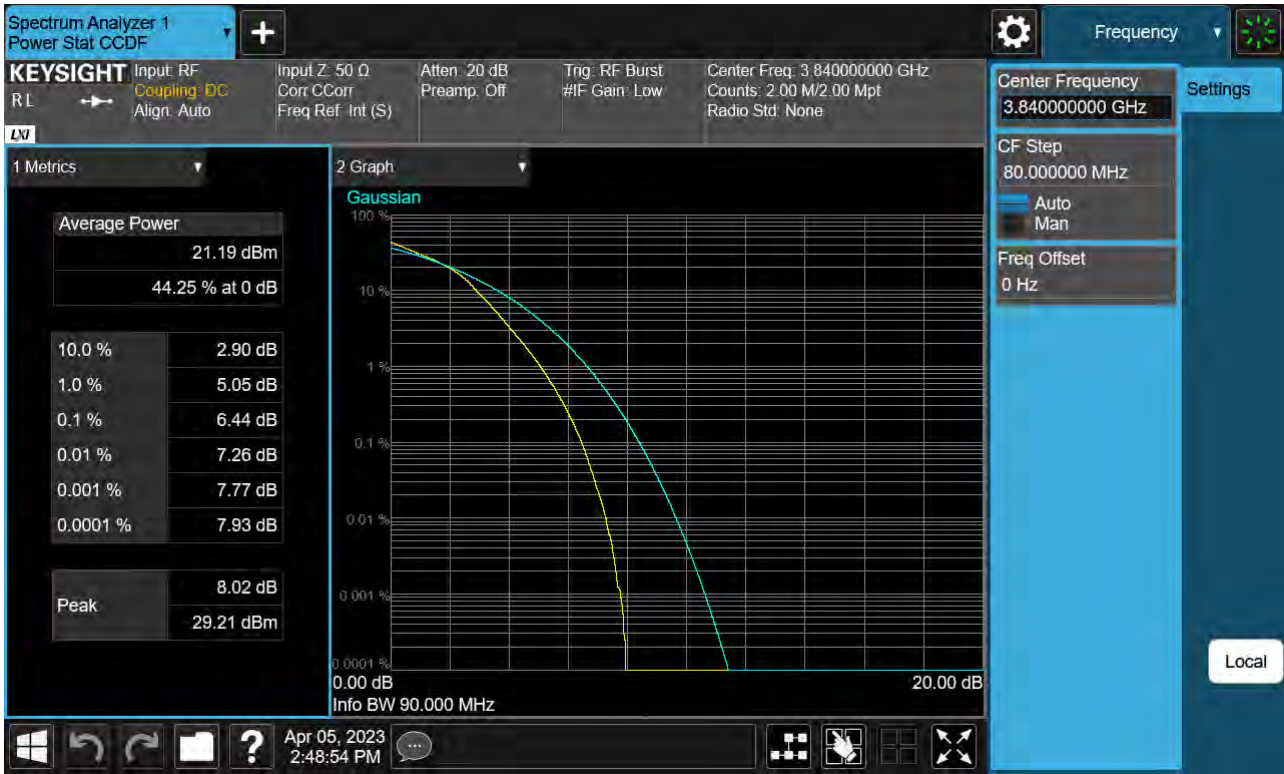 Spectrum Analyzer 1
Power Stat CCDF
Frequency
KEYSIGHT
RL
LXI
Input: RF
Coupling: DC
Align: Auto
Input Z: 50 Ω
Corr CCorr
Freq Ref: Int (S)
Atten: 20 dB
Preamp: Off
Trig: RF Burst
#IF Gain: Low
Center Freq: 3.840000000 GHz
Counts: 2.00 M/2.00 Mpt
Radio Std: None
Center Frequency
3.840000000 GHz
Settings
CF Step
80.000000 MHz
Auto
Man
Freq Offset
0 Hz
1 Metrics
Average Power
21.19 dBm
44.25 % at 0 dB
10.0 % 2.90 dB
1.0 % 5.05 dB
0.1 % 6.44 dB
0.01 % 7.26 dB
0.001 % 7.77 dB
0.0001 % 7.93 dB
Peak
8.02 dB
29.21 dBm
2 Graph
Gaussian
100 %
10 %
1 %
0.1 %
0.01 %
0.001 %
0.0001 %
0.00 dB 20.00 dB
Info BW 90.000 MHz
Local
?
Apr 05, 2023
2:48:54 PM